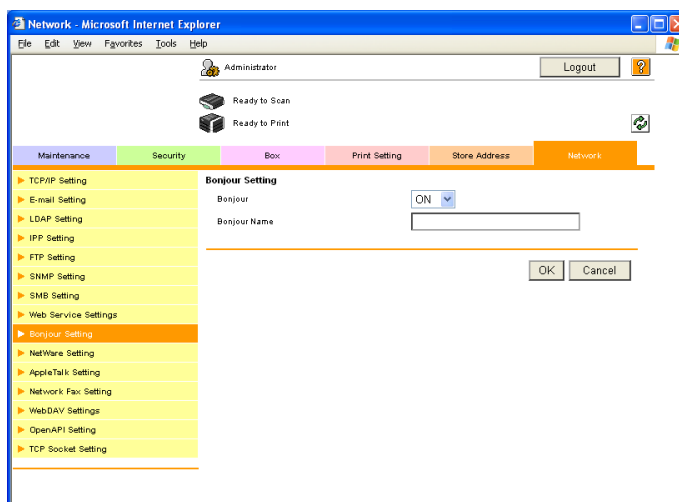 Network - Microsoft Internet Explorer
File Edit View Favorites Tools Help
Administrator
Logout
?
Ready to Scan
Ready to Print
Maintenance Security Box Print Setting Store Address Network
TCP/IP Setting
E-mail Setting
LDAP Setting
IPP Setting
FTP Setting
SNMP Setting
SMB Setting
Web Service Settings
Bonjour Setting
NetWare Setting
AppleTalk Setting
Network Fax Setting
WebDAV Settings
OpenAPI Setting
TCP Socket Setting
Bonjour Setting
Bonjour ON
Bonjour Name
OK Cancel